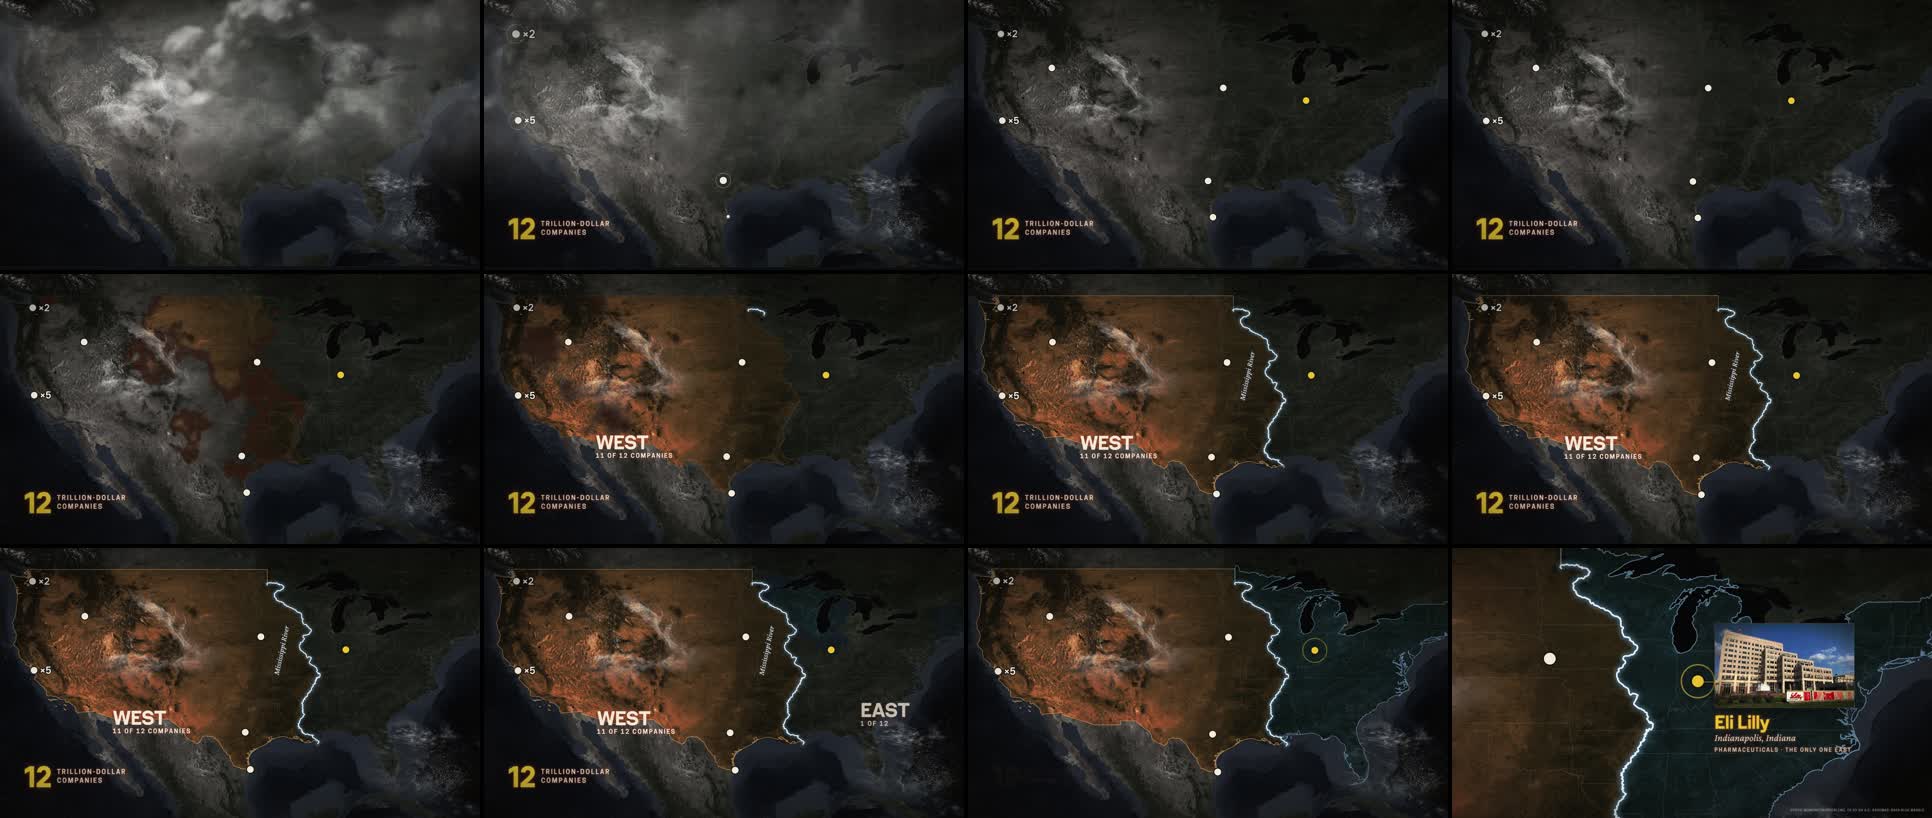 ×2
×5
12
TRILLION-DOLLAR
COMPANIES
×2
×5
12
TRILLION-DOLLAR
COMPANIES
×2
×5
12
TRILLION-DOLLAR
COMPANIES
×2
×5
12
TRILLION-DOLLAR
COMPANIES
×2
×5
WEST
11 OF 12 COMPANIES
12
TRILLION-DOLLAR
COMPANIES
×2
Mississippi River
×5
WEST
11 OF 12 COMPANIES
12
TRILLION-DOLLAR
COMPANIES
×2
Mississippi River
×5
WEST
11 OF 12 COMPANIES
12
TRILLION-DOLLAR
COMPANIES
×2
Mississippi River
×5
WEST
11 OF 12 COMPANIES
12
TRILLION-DOLLAR
COMPANIES
×2
Mississippi River
×5
WEST
11 OF 12 COMPANIES
EAST
1 OF 12
12
TRILLION-DOLLAR
COMPANIES
×2
×5
Eli Lilly
Indianapolis, Indiana
PHARMACEUTICALS · THE ONLY ONE EAST